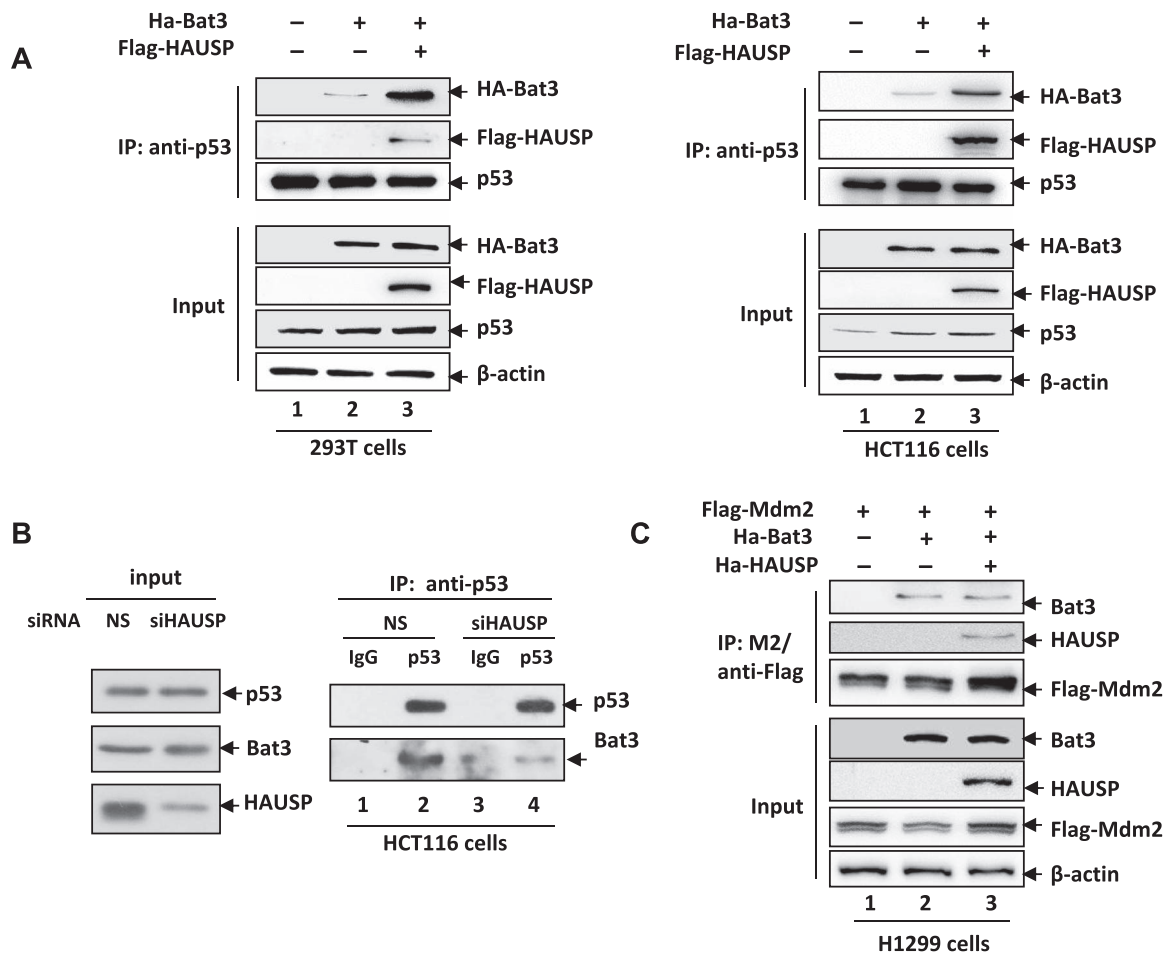 A
Ha-Bat3 – + +
Flag-HAUSP – – +
IP: anti-p53
HA-Bat3
Flag-HAUSP
p53
Input
HA-Bat3
Flag-HAUSP
p53
β-actin
1 2 3
293T cells
Ha-Bat3 – + +
Flag-HAUSP – – +
IP: anti-p53
HA-Bat3
Flag-HAUSP
p53
Input
HA-Bat3
Flag-HAUSP
p53
β-actin
1 2 3
HCT116 cells
B
input
siRNA NS siHAUSP
p53
Bat3
HAUSP
IP: anti-p53
NS siHAUSP
IgG p53 IgG p53
p53
Bat3
1 2 3 4
HCT116 cells
C
Flag-Mdm2 + + +
Ha-Bat3 – + +
Ha-HAUSP – – +
IP: M2/
anti-Flag
Bat3
HAUSP
Flag-Mdm2
Input
Bat3
HAUSP
Flag-Mdm2
β-actin
1 2 3
H1299 cells